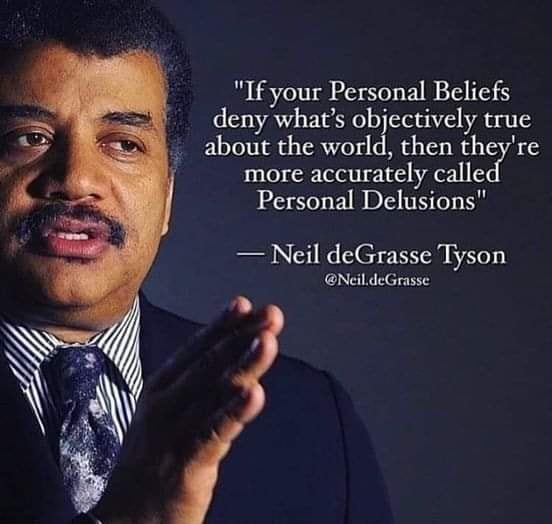 "If your Personal Beliefs
deny what's objectively true
about the world, then they're
more accurately called
Personal Delusions"
— Neil deGrasse Tyson
@Neil.deGrasse